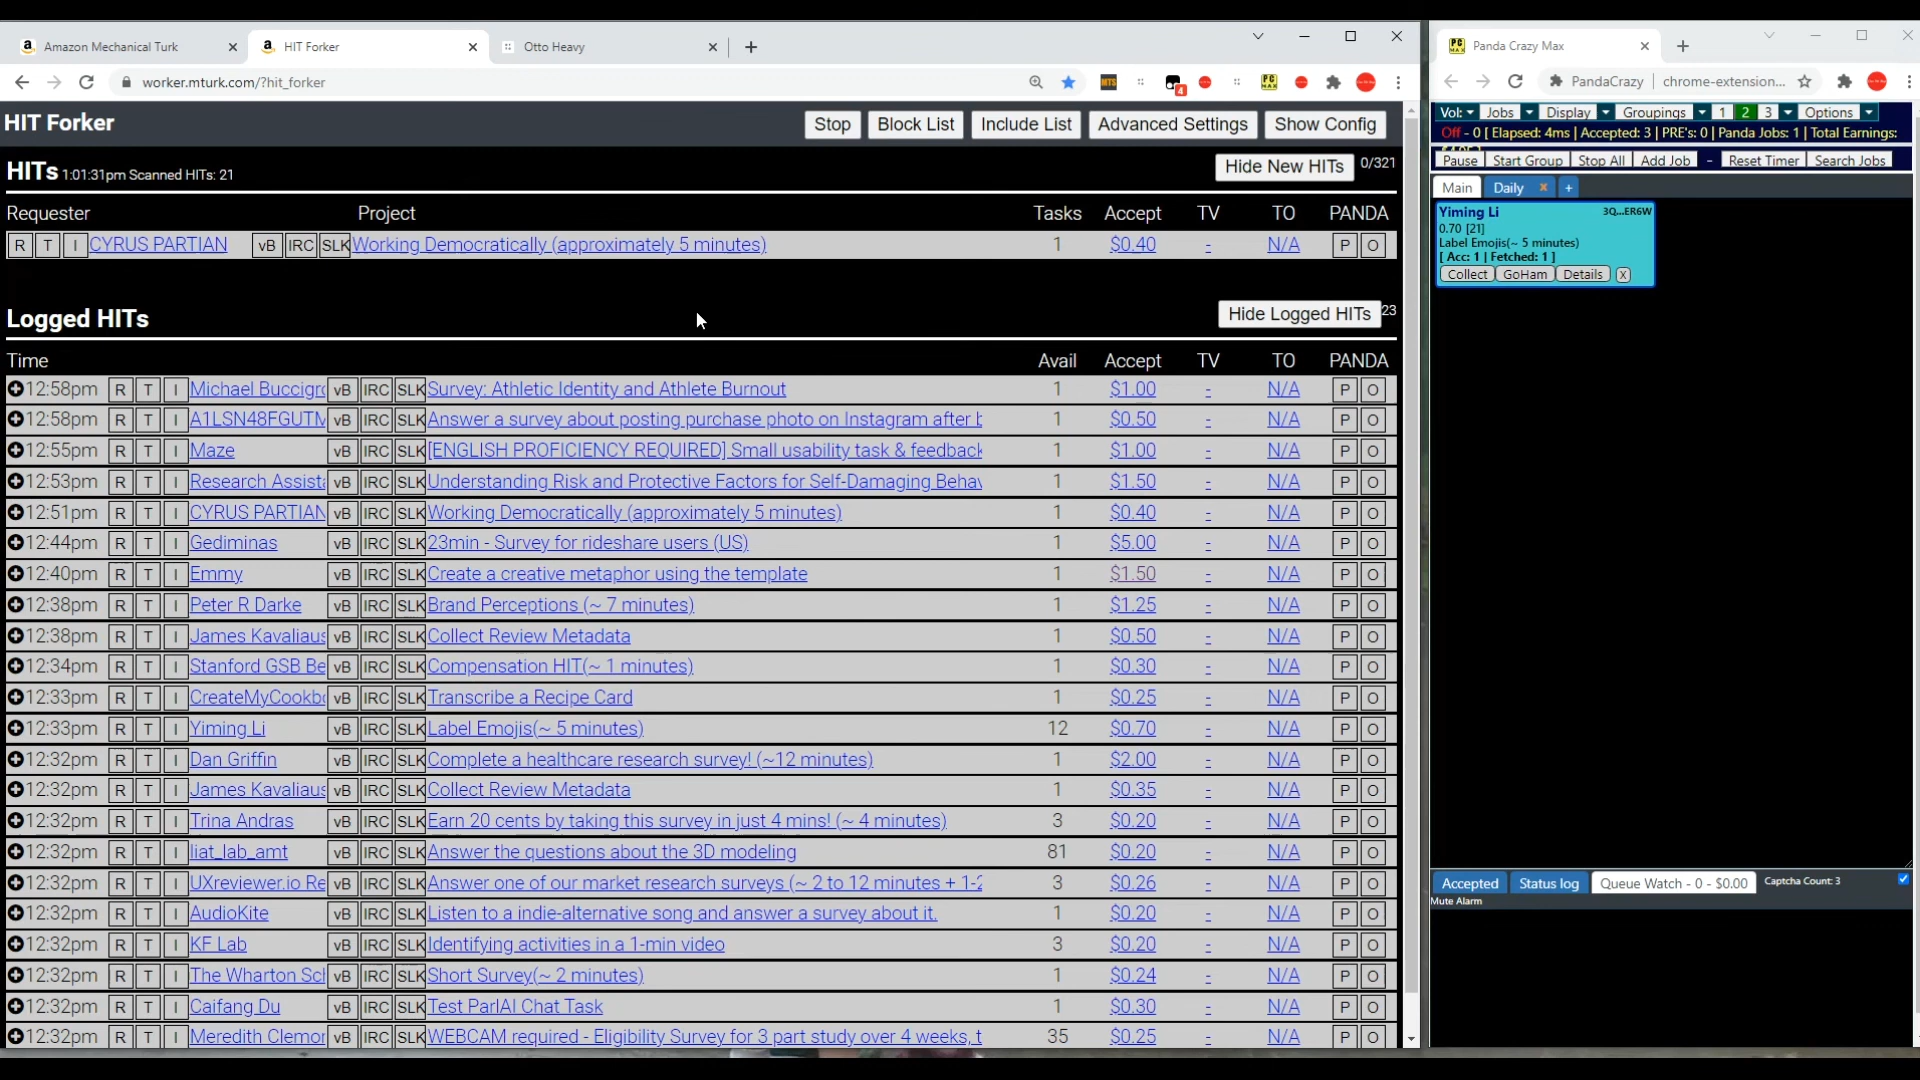 Amazon Mechanical Turk
HIT Forker
Otto Heavy
worker.mturk.com/?hit_forker
MTS
4
PC MAX
HIT Forker
Stop Block List Include List Advanced Settings Show Config
HITs 1:01:31pm Scanned HITs: 21 Hide New HITs 0/321
Requester Project Tasks Accept TV TO PANDA
R T I CYRUS PARTIAN vB IRC SLK Working Democratically (approximately 5 minutes) 1 $0.40 - N/A P O
Logged HITs Hide Logged HITs 23
Time Avail Accept TV TO PANDA
12:58pm R T I Michael Buccigr vB IRC SLK Survey: Athletic Identity and Athlete Burnout 1 $1.00 - N/A P O
12:58pm R T I A1LSN48FGUTM vB IRC SLK Answer a survey about posting purchase photo on Instagram after 1 $0.50 - N/A P O
12:55pm R T I Maze vB IRC SLK [ENGLISH PROFICIENCY REQUIRED] Small usability task & feedback 1 $1.00 - N/A P O
12:53pm R T I Research Assista vB IRC SLK Understanding Risk and Protective Factors for Self-Damaging Behav 1 $1.50 - N/A P O
12:51pm R T I CYRUS PARTIAN vB IRC SLK Working Democratically (approximately 5 minutes) 1 $0.40 - N/A P O
12:44pm R T I Gediminas vB IRC SLK 23min - Survey for rideshare users (US) 1 $5.00 - N/A P O
12:40pm R T I Emmy vB IRC SLK Create a creative metaphor using the template 1 $1.50 - N/A P O
12:38pm R T I Peter R Darke vB IRC SLK Brand Perceptions (~ 7 minutes) 1 $1.25 - N/A P O
12:38pm R T I James Kavaliaus vB IRC SLK Collect Review Metadata 1 $0.50 - N/A P O
12:34pm R T I Stanford GSB Be vB IRC SLK Compensation HIT(~ 1 minutes) 1 $0.30 - N/A P O
12:33pm R T I CreateMyCookbo vB IRC SLK Transcribe a Recipe Card 1 $0.25 - N/A P O
12:33pm R T I Yiming Li vB IRC SLK Label Emojis(~ 5 minutes) 12 $0.70 - N/A P O
12:32pm R T I Dan Griffin vB IRC SLK Complete a healthcare research survey! (~12 minutes) 1 $2.00 - N/A P O
12:32pm R T I James Kavaliaus vB IRC SLK Collect Review Metadata 1 $0.35 - N/A P O
12:32pm R T I Trina Andras vB IRC SLK Earn 20 cents by taking this survey in just 4 mins! (~ 4 minutes) 3 $0.20 - N/A P O
12:32pm R T I liat_lab_amt vB IRC SLK Answer the questions about the 3D modeling 81 $0.20 - N/A P O
12:32pm R T I UXreviewer.io Re vB IRC SLK Answer one of our market research surveys (~ 2 to 12 minutes + 1-2 3 $0.26 - N/A P O
12:32pm R T I AudioKite vB IRC SLK Listen to a indie-alternative song and answer a survey about it. 1 $0.20 - N/A P O
12:32pm R T I KF Lab vB IRC SLK Identifying activities in a 1-min video 3 $0.20 - N/A P O
12:32pm R T I The Wharton Sch vB IRC SLK Short Survey(~ 2 minutes) 1 $0.24 - N/A P O
12:32pm R T I Caifang Du vB IRC SLK Test ParlAI Chat Task 1 $0.30 - N/A P O
12:32pm R T I Meredith Clemor vB IRC SLK WEBCAM required - Eligibility Survey for 3 part study over 4 weeks, t 35 $0.25 - N/A P O
Panda Crazy Max
PandaCrazy | chrome-extension...
Vol: Jobs Display Groupings 1 2 3 Options
Off - 0 [ Elapsed: 4ms | Accepted: 3 | PRE's: 0 | Panda Jobs: 1 | Total Earnings:
Pause Start Group Stop All Add Job - Reset Timer Search Jobs
Main Daily x +
Yiming Li 3Q...ER6W
0.70 [21]
Label Emojis(~ 5 minutes)
[ Acc: 1 | Fetched: 1 ]
Collect GoHam Details X
Accepted Status log Queue Watch - 0 - $0.00 Captcha Count: 3
Mute Alarm